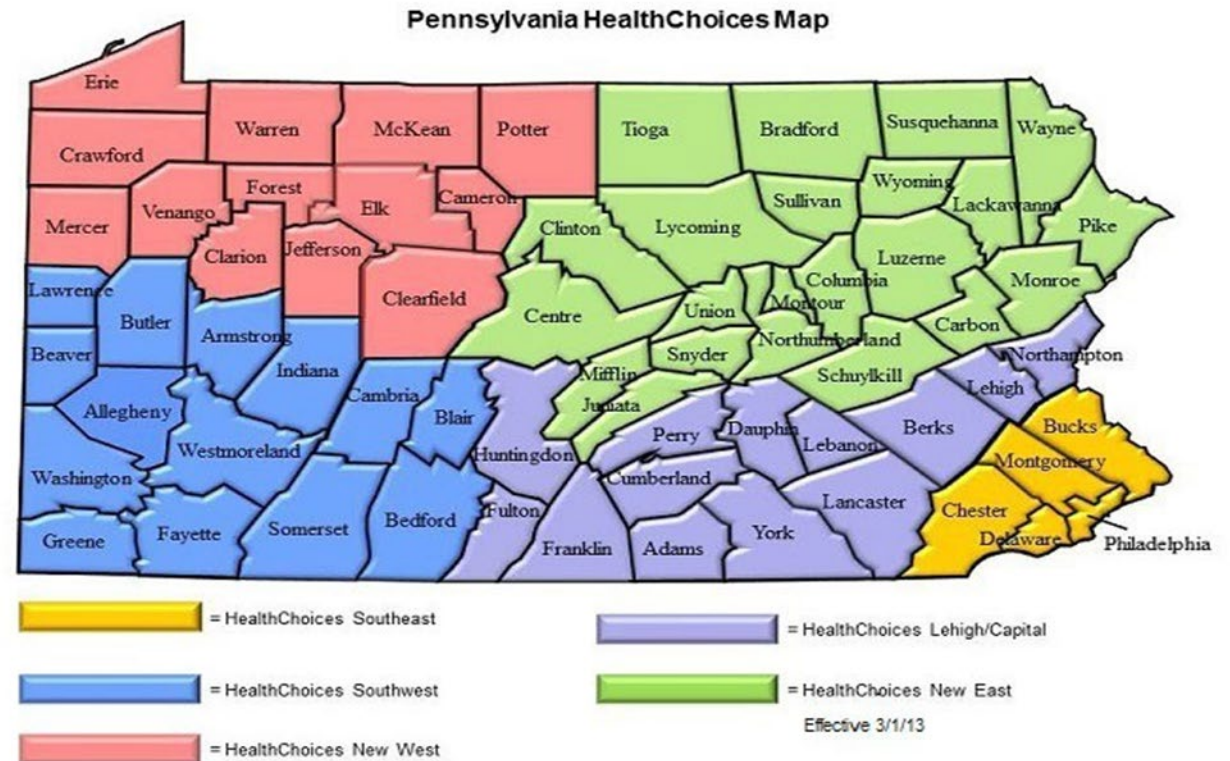 Pennsylvania HealthChoices Map
Erie
Warren
McKean
Potter
Tioga
Bradford
Susquehanna
Wayne
Crawford
Forest
Elk
Cameron
Wyoming
Sullivan
Lackawanna
Mercer
Venango
Clinton
Lycoming
Pike
Clarion
Jefferson
Luzerne
Lawrence
Clearfield
Columbia
Monroe
Butler
Armstrong
Centre
Union
Montour
Carbon
Beaver
Indiana
Snyder
Northumberland
Northampton
Mifflin
Schuylkill
Lehigh
Allegheny
Cambria
Blair
Juniata
Westmoreland
Huntingdon
Perry
Dauphin
Lebanon
Berks
Bucks
Washington
Cumberland
Montgomery
Greene
Fayette
Somerset
Bedford
Fulton
Franklin
Adams
York
Lancaster
Chester
Delaware
Philadelphia
= HealthChoices Southeast
= HealthChoices Lehigh/Capital
= HealthChoices Southwest
= HealthChoices New East
Effective 3/1/13
= HealthChoices New West